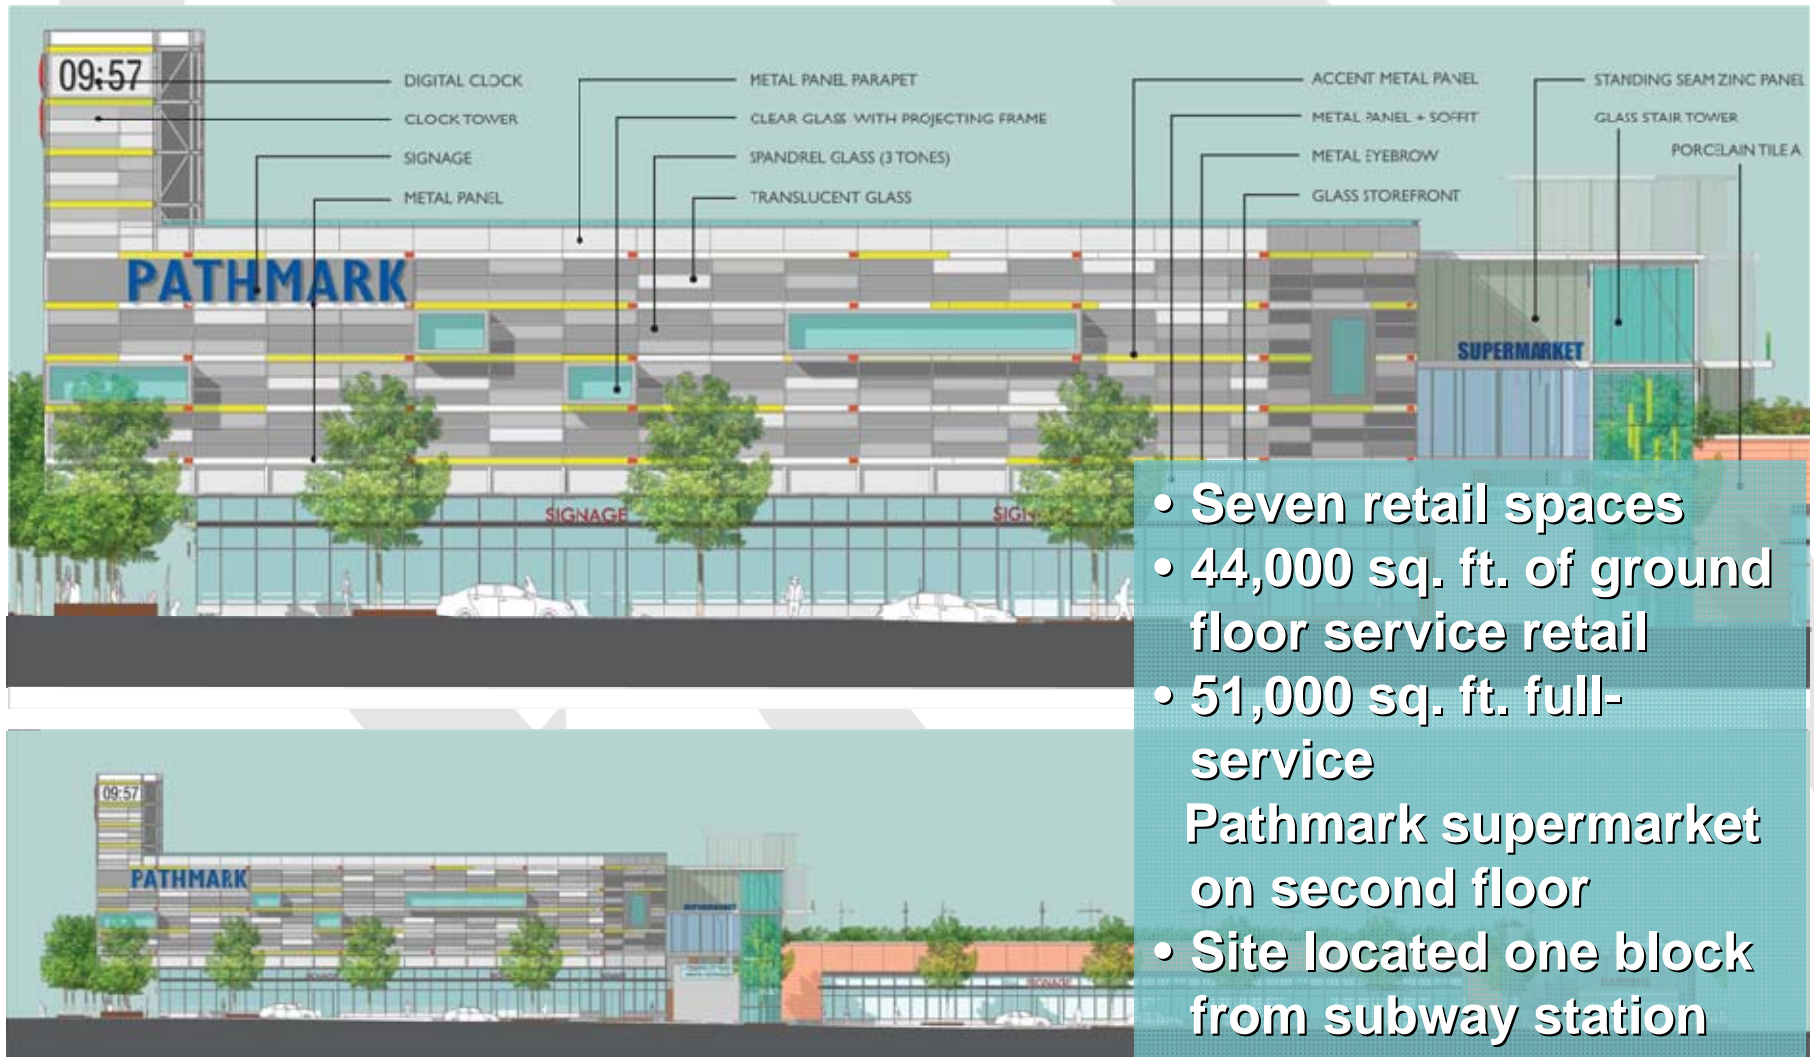 09:57
DIGITAL CLOCK
CLOCK TOWER
SIGNAGE
METAL PANEL
METAL PANEL PARAPET
CLEAR GLASS WITH PROJECTING FRAME
SPANDREL GLASS (3 TONES)
TRANSLUCENT GLASS
ACCENT METAL PANEL
METAL PANEL + SOFFIT
METAL EYEBROW
GLASS STOREFRONT
STANDING SEAM ZINC PANEL
GLASS STAIR TOWER
PORCELAIN TILE A
PATHMARK
SUPERMARKET
SIGNAGE
• Seven retail spaces
• 44,000 sq. ft. of ground
floor service retail
• 51,000 sq. ft. full-
service
Pathmark supermarket
on second floor
• Site located one block
from subway station
09:57
PATHMARK
SUPERMARKET
SIGNAGE